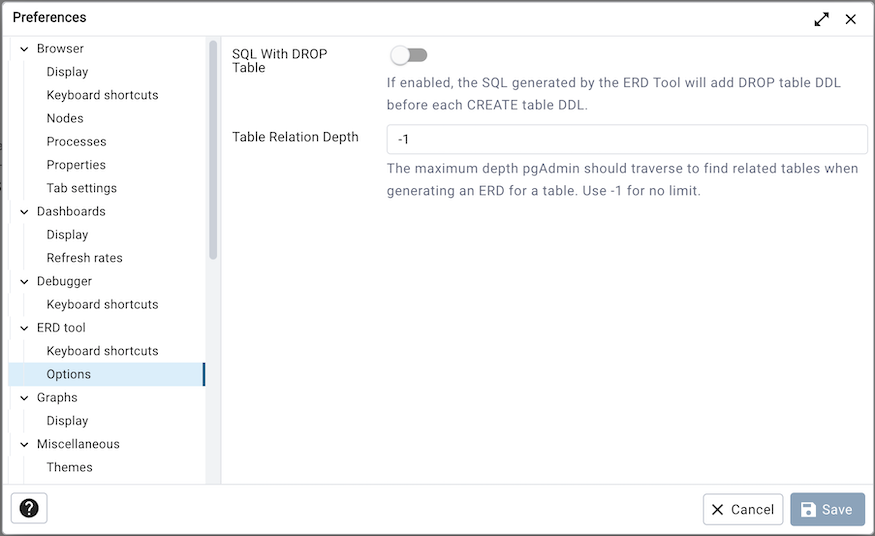 Preferences
Browser
Display
Keyboard shortcuts
Nodes
Processes
Properties
Tab settings
Dashboards
Display
Refresh rates
Debugger
Keyboard shortcuts
ERD tool
Keyboard shortcuts
Options
Graphs
Display
Miscellaneous
Themes
SQL With DROP
Table
If enabled, the SQL generated by the ERD Tool will add DROP table DDL
before each CREATE table DDL.
Table Relation Depth
-1
The maximum depth pgAdmin should traverse to find related tables when
generating an ERD for a table. Use -1 for no limit.
?
Cancel
Save